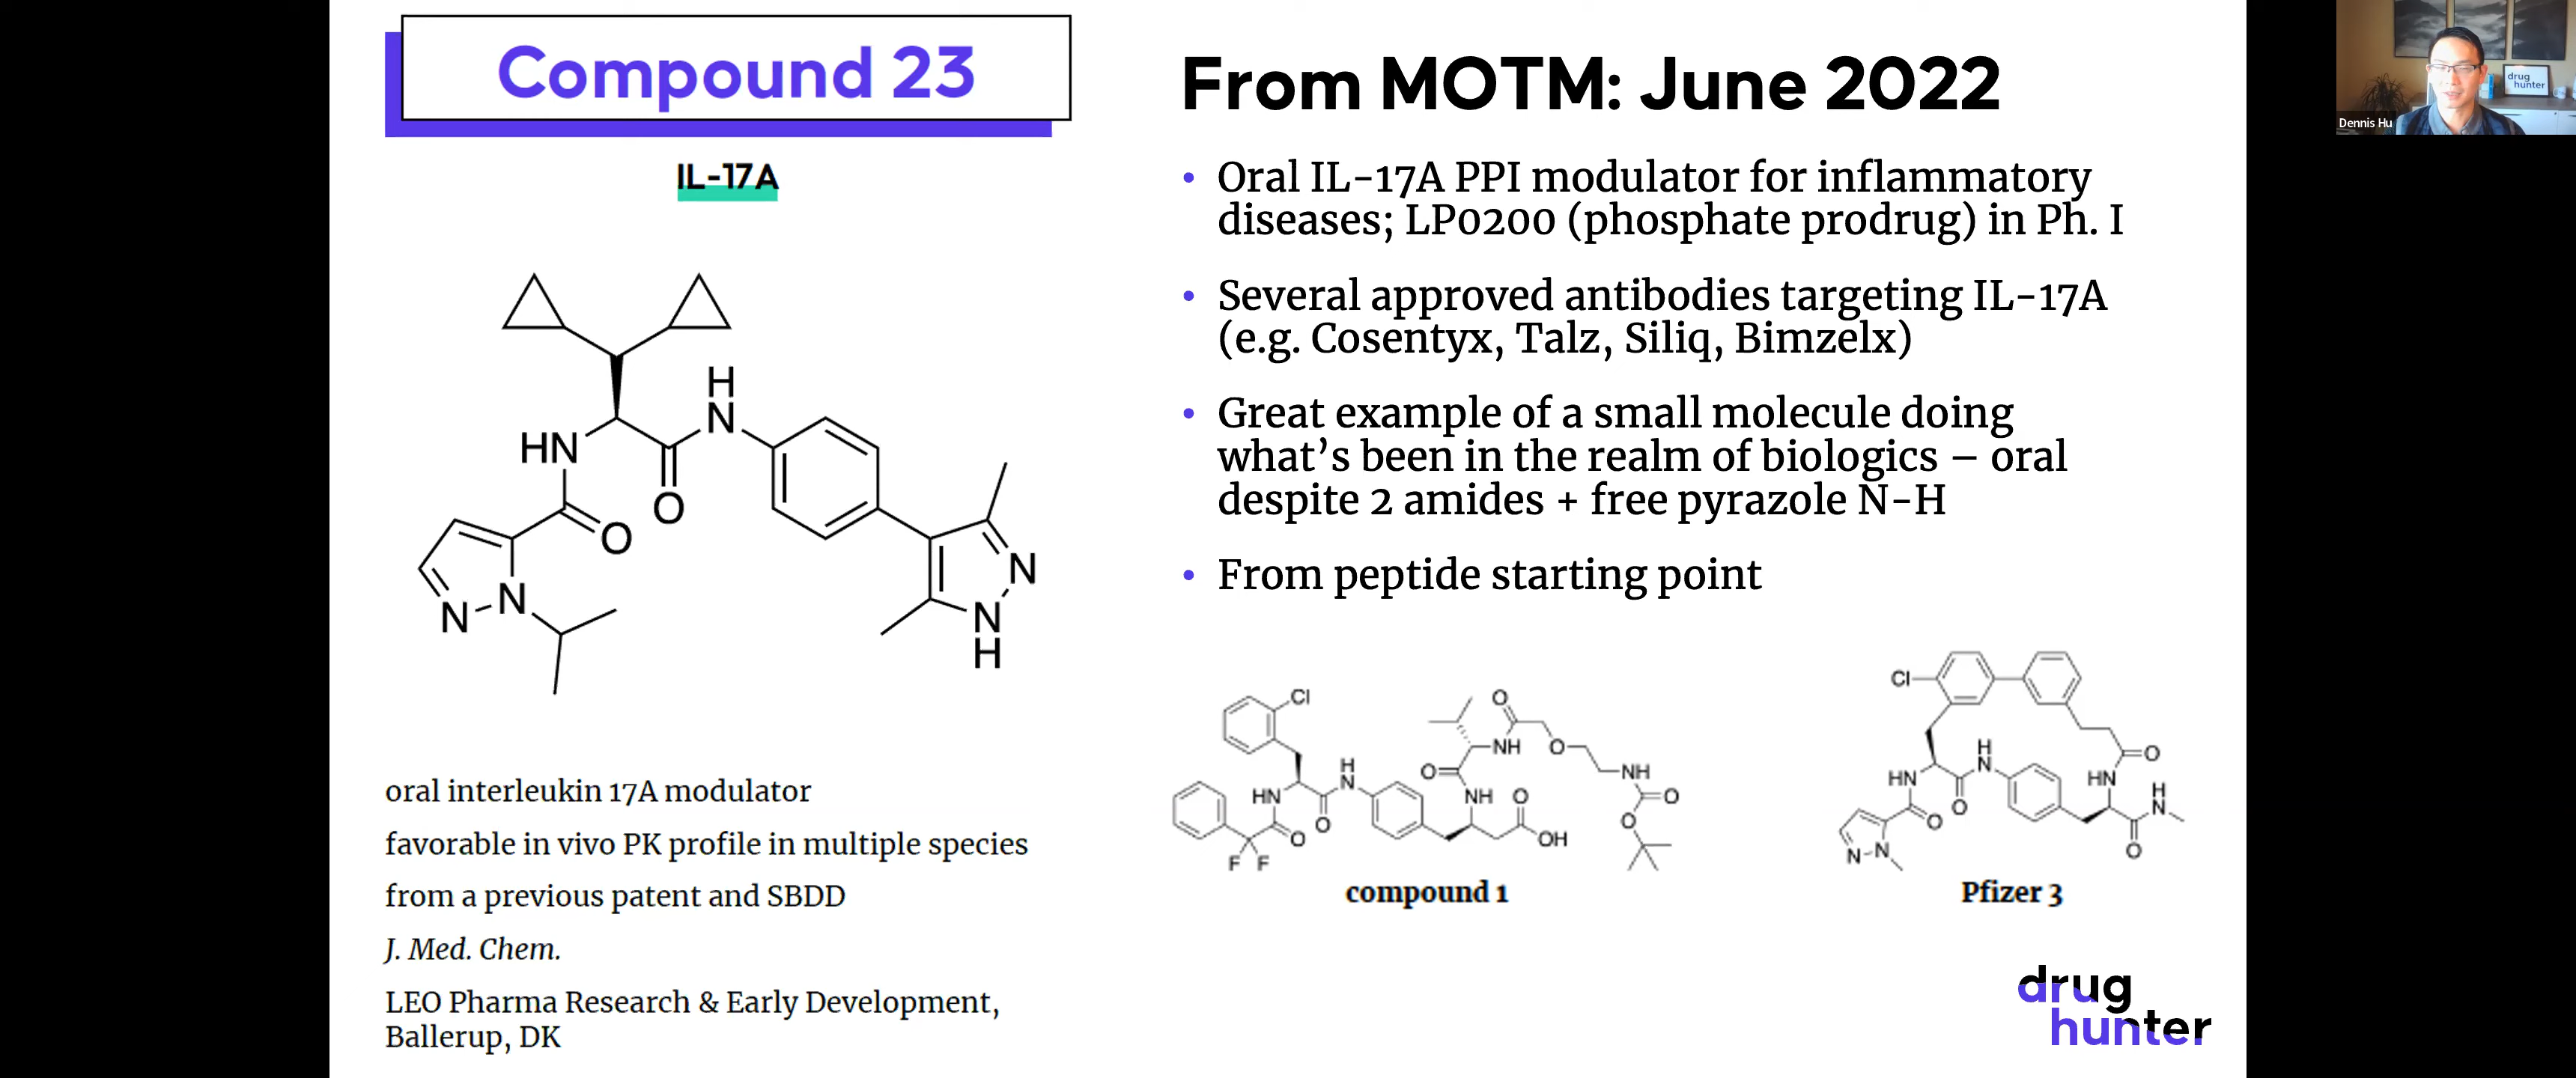 Compound 23
IL-17A
H
N
HN
O
O
N
N
N
N
H
oral interleukin 17A modulator
favorable in vivo PK profile in multiple species
from a previous patent and SBDD
J. Med. Chem.
LEO Pharma Research & Early Development,
Ballerup, DK
From MOTM: June 2022
• Oral IL-17A PPI modulator for inflammatory
diseases; LP0200 (phosphate prodrug) in Ph. I
• Several approved antibodies targeting IL-17A
(e.g. Cosentyx, Talz, Siliq, Bimzelx)
• Great example of a small molecule doing
what's been in the realm of biologics – oral
despite 2 amides + free pyrazole N-H
• From peptide starting point
Cl
O
NH
O
O
H
N
NH
HN
NH
O
O
O
O
O
OH
F F
compound 1
Cl
O
H
N
HN
HN
H
N
O
O
O
N-N
Pfizer 3
drug
hunter
drug
hunter
Dennis Hu